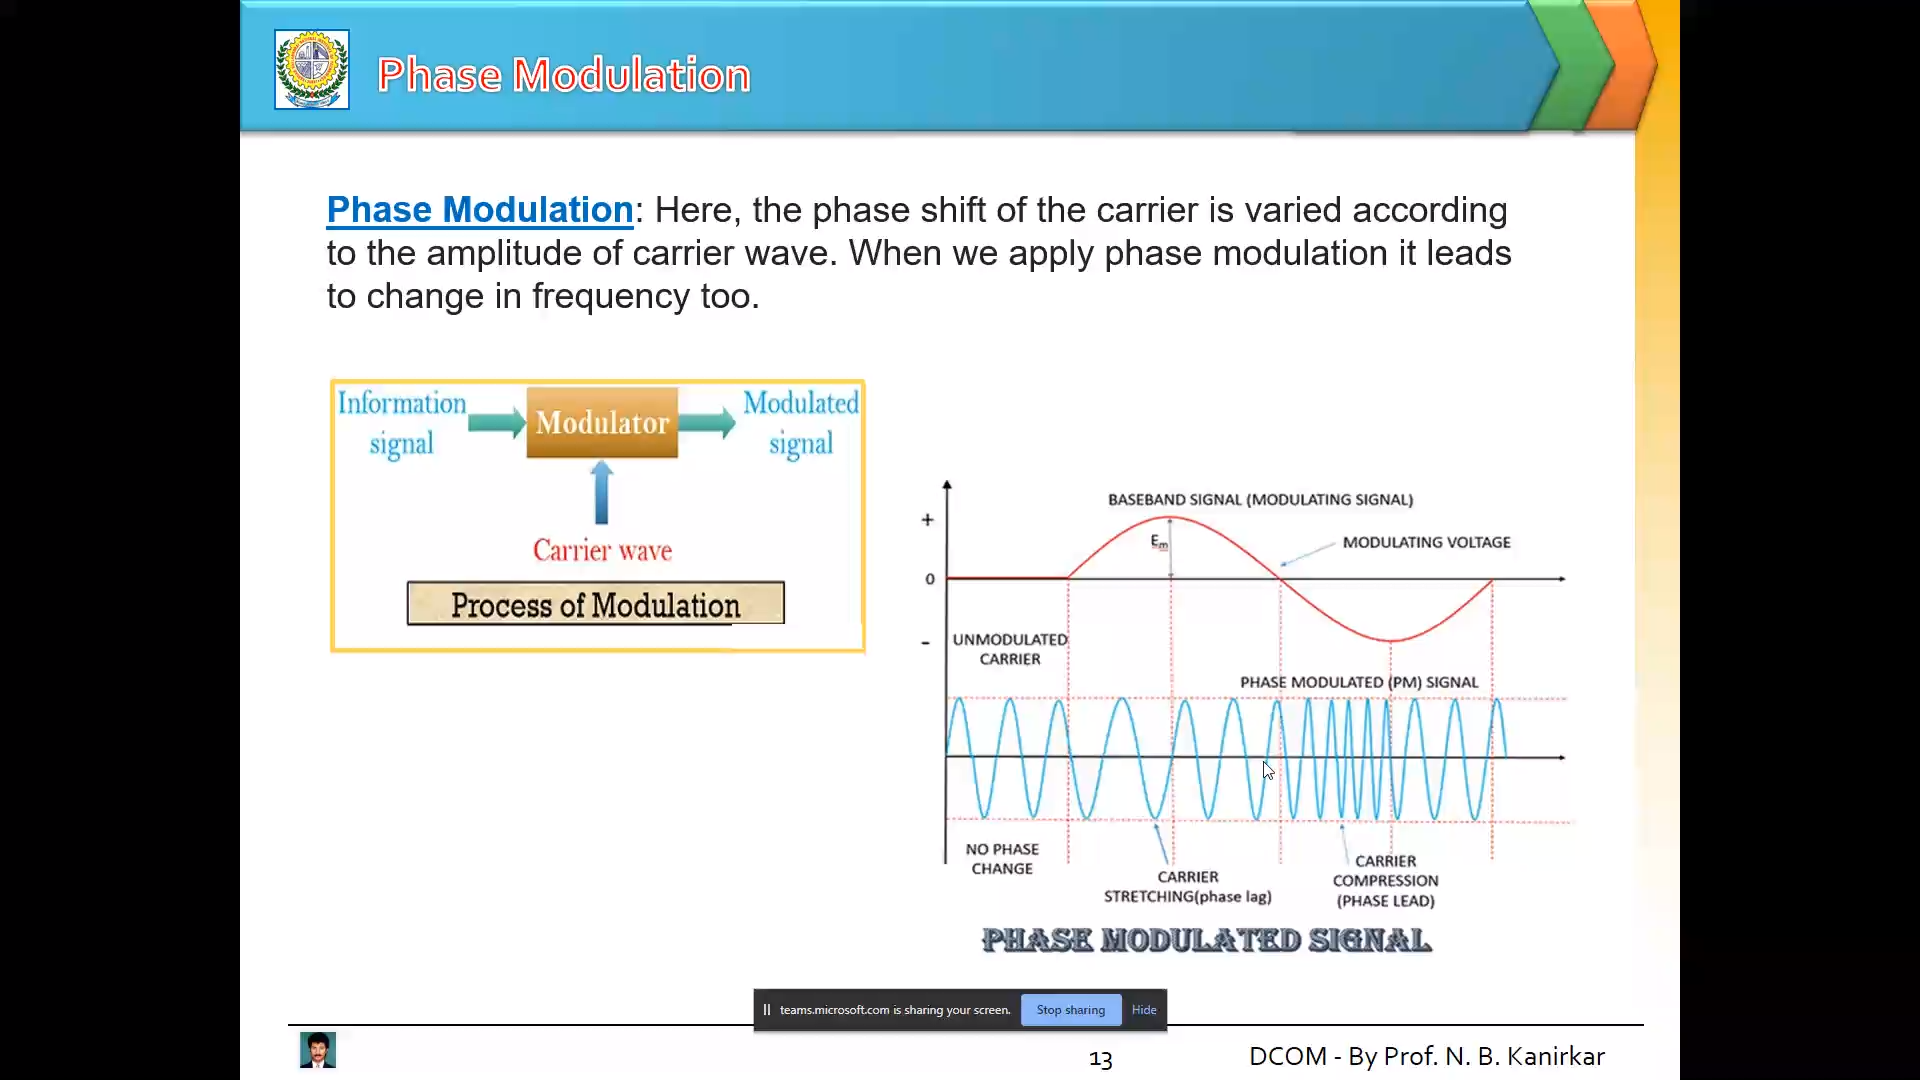 Phase Modulation
Phase Modulation: Here, the phase shift of the carrier is varied according
to the amplitude of carrier wave. When we apply phase modulation it leads
to change in frequency too.
Information
signal
Modulator
Modulated
signal
Carrier wave
Process of Modulation
BASEBAND SIGNAL (MODULATING SIGNAL)
+
Em
MODULATING VOLTAGE
0
-
UNMODULATED
CARRIER
PHASE MODULATED (PM) SIGNAL
NO PHASE
CHANGE
CARRIER
STRETCHING(phase lag)
CARRIER
COMPRESSION
(PHASE LEAD)
PHASE MODULATED SIGNAL
teams.microsoft.com is sharing your screen.
Stop sharing
Hide
13
DCOM - By Prof. N. B. Kanirkar